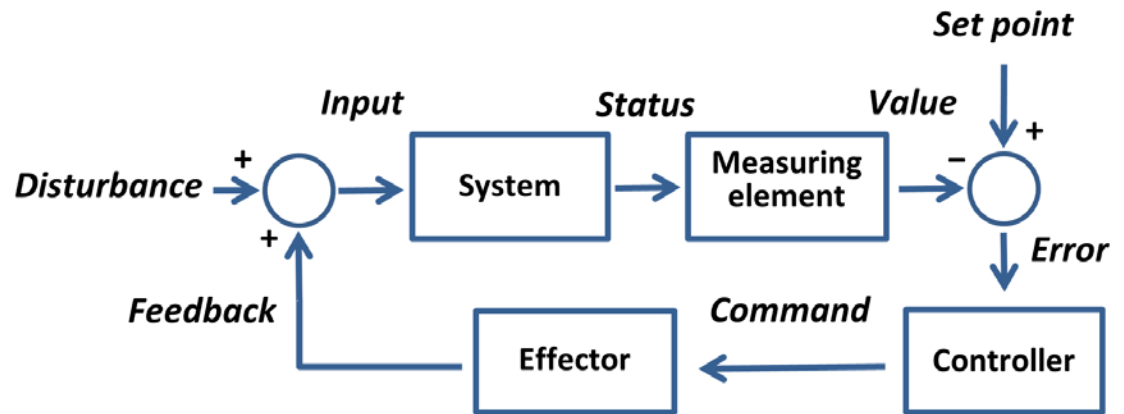 Set point
Input
Status
Value
+
+
−
Disturbance
System
Measuring
element
+
Error
Feedback
Command
Effector
Controller